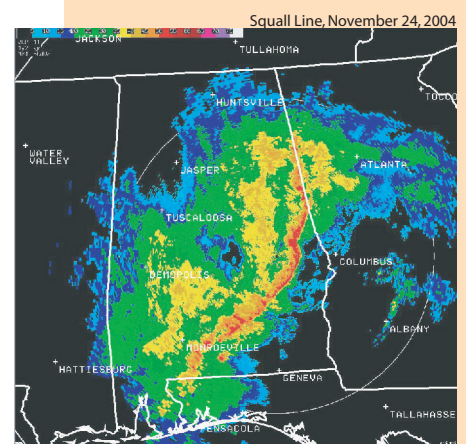 Squall Line, November 24, 2004
JACKSON
TULLAHOMA
HUNTSVILLE
TOCCO
WATER
VALLEY
JASPER
ATLANTA
TUSCALOOSA
COLUMBUS
DEMOPOLIS
ALBANY
MONROEVILLE
HATTIESBURG
GENEVA
TALLAHASSE
ENSACOLA